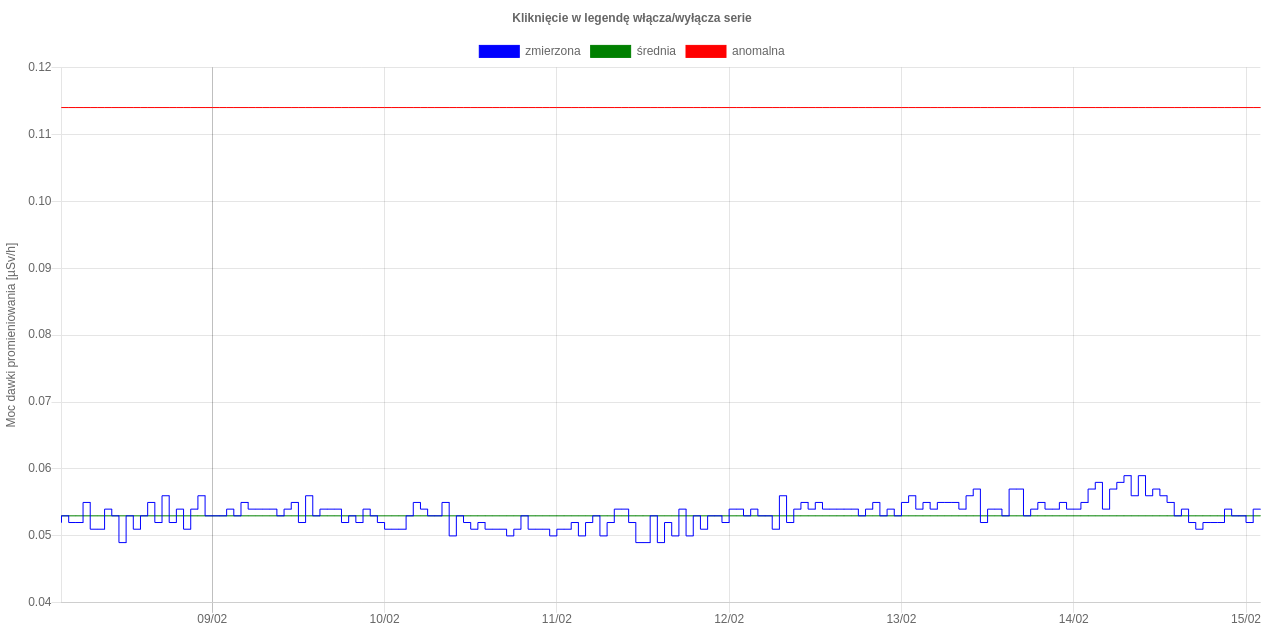 Kliknięcie w legendę włącza/wyłącza serie
zmierzona średnia anomalna
Moc dawki promieniowania [µSv/h]
0.12
0.11
0.10
0.09
0.08
0.07
0.06
0.05
0.04
09/02 10/02 11/02 12/02 13/02 14/02 15/02